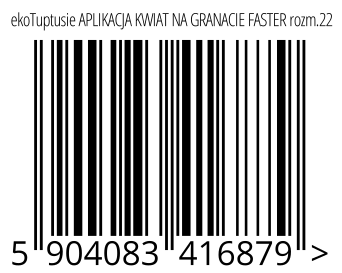 ekoTuptusie APLIKACJA KWIAT NA GRANACIE FASTER rozm.22
5 904083 416879 >